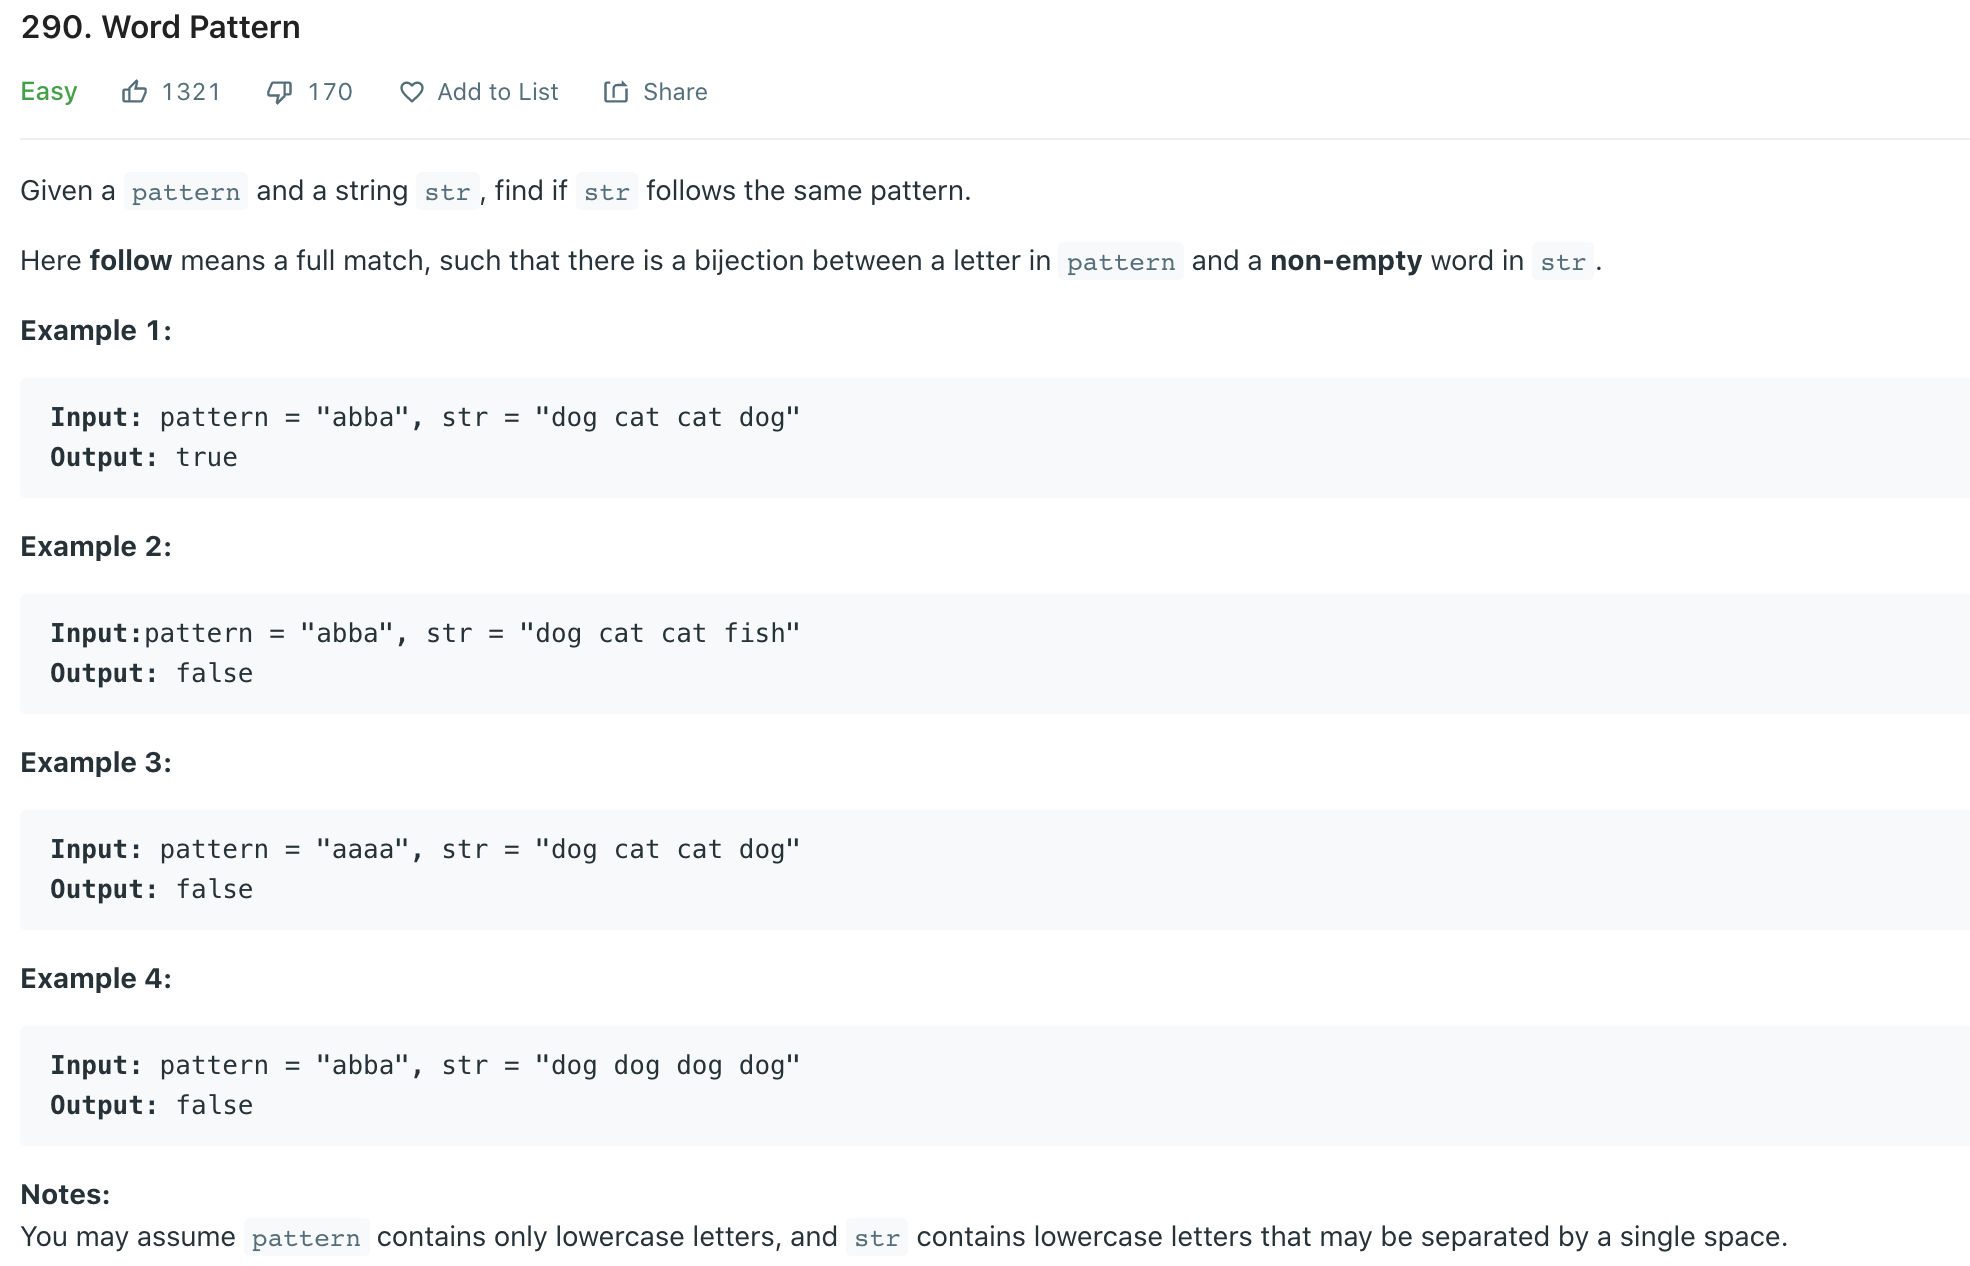 290. Word Pattern
Easy 1321 170 Add to List Share
Given a pattern and a string str, find if str follows the same pattern.
Here follow means a full match, such that there is a bijection between a letter in pattern and a non-empty word in str.
Example 1:
Input: pattern = "abba", str = "dog cat cat dog"
Output: true
Example 2:
Input:pattern = "abba", str = "dog cat cat fish"
Output: false
Example 3:
Input: pattern = "aaaa", str = "dog cat cat dog"
Output: false
Example 4:
Input: pattern = "abba", str = "dog dog dog dog"
Output: false
Notes:
You may assume pattern contains only lowercase letters, and str contains lowercase letters that may be separated by a single space.